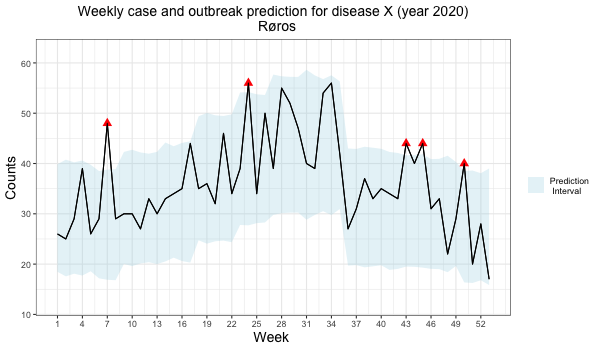 Weekly case and outbreak prediction for disease X (year 2020)
Røros
Counts
60
50
40
30
20
10
1 4 7 10 13 16 19 22 25 28 31 34 37 40 43 46 49 52
Week
Prediction
Interval